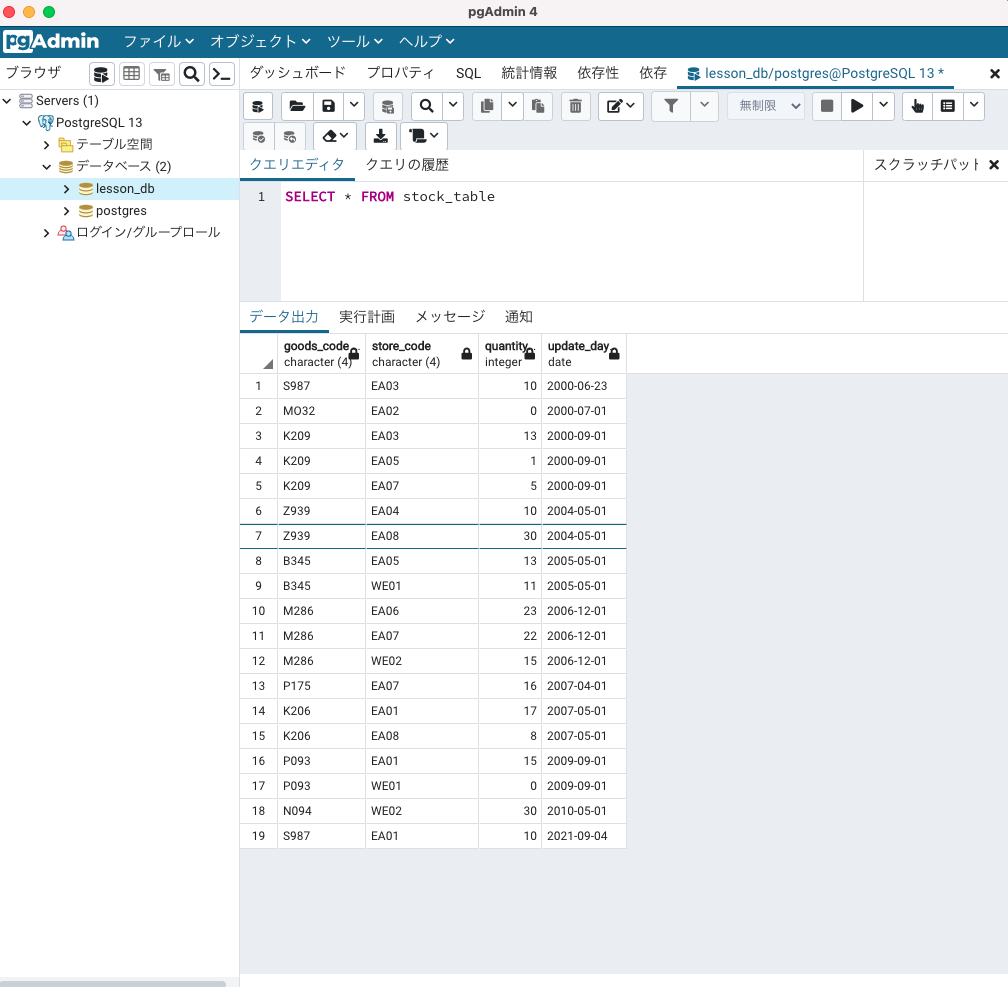 pgAdmin 4
pgAdmin ファイル オブジェクト ツール ヘルプ
ブラウザ
ダッシュボード プロパティ SQL 統計情報 依存性 依存 lesson_db/postgres@PostgreSQL 13 *
Servers (1)
PostgreSQL 13
テーブル空間
データベース (2)
lesson_db
postgres
ログイン/グループロール
無制限
クエリエディタ クエリの履歴
スクラッチパット
1 SELECT * FROM stock_table
データ出力 実行計画 メッセージ 通知
goods_code store_code quantity update_day
character (4) character (4) integer date
1 S987 EA03 10 2000-06-23
2 MO32 EA02 0 2000-07-01
3 K209 EA03 13 2000-09-01
4 K209 EA05 1 2000-09-01
5 K209 EA07 5 2000-09-01
6 Z939 EA04 10 2004-05-01
7 Z939 EA08 30 2004-05-01
8 B345 EA05 13 2005-05-01
9 B345 WE01 11 2005-05-01
10 M286 EA06 23 2006-12-01
11 M286 EA07 22 2006-12-01
12 M286 WE02 15 2006-12-01
13 P175 EA07 16 2007-04-01
14 K206 EA01 17 2007-05-01
15 K206 EA08 8 2007-05-01
16 P093 EA01 15 2009-09-01
17 P093 WE01 0 2009-09-01
18 N094 WE02 30 2010-05-01
19 S987 EA01 10 2021-09-04